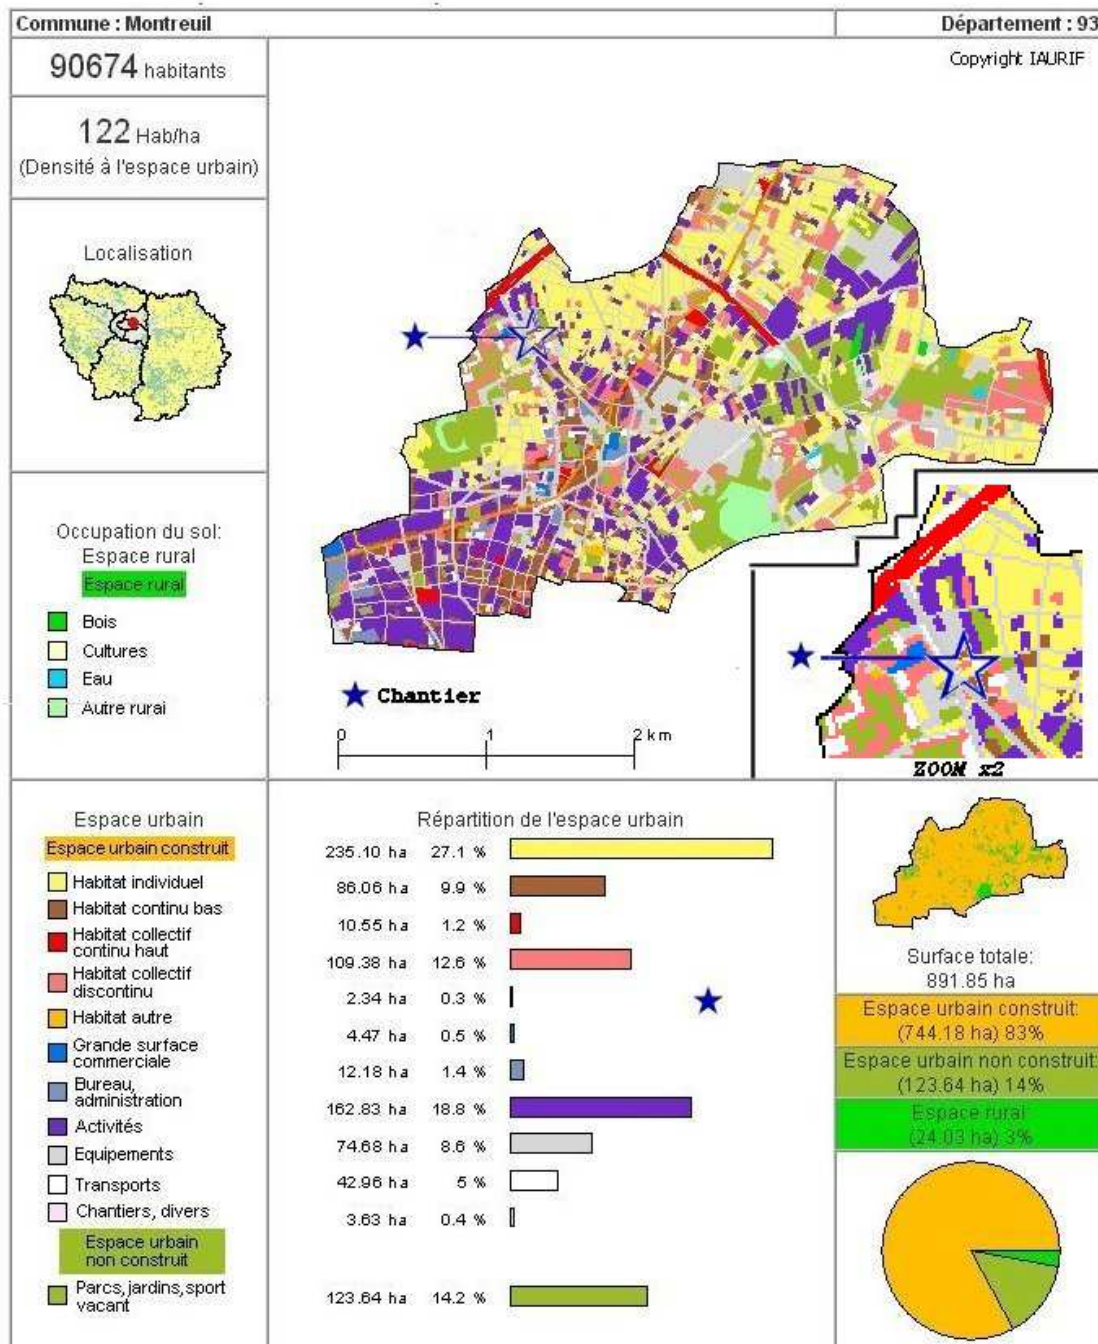 Commune : Montreuil
Département : 93
90674 habitants
Copyright IAURIF
122 Hab/ha
(Densité à l'espace urbain)
Localisation
Occupation du sol:
Espace rural
Espace rural
Bois
Cultures
Eau
Autre rural
Chantier
0 1 2 km
ZOOM x2
Espace urbain
Espace urbain construit
Habitat individuel
Habitat continu bas
Habitat collectif
continu haut
Habitat collectif
discontinu
Habitat autre
Grande surface
commerciale
Bureau,
administration
Activités
Equipements
Transports
Chantiers, divers
Espace urbain
non construit
Parcs, jardins, sport
vacant
Répartition de l'espace urbain
235.10 ha 27.1 %
86.06 ha 9.9 %
10.55 ha 1.2 %
109.38 ha 12.6 %
2.34 ha 0.3 %
4.47 ha 0.5 %
12.18 ha 1.4 %
162.83 ha 18.8 %
74.68 ha 8.6 %
42.96 ha 5 %
3.63 ha 0.4 %
123.64 ha 14.2 %
Surface totale:
891.85 ha
Espace urbain construit:
(744.18 ha) 83%
Espace urbain non construit:
(123.64 ha) 14%
Espace rural:
(24.03 ha) 3%